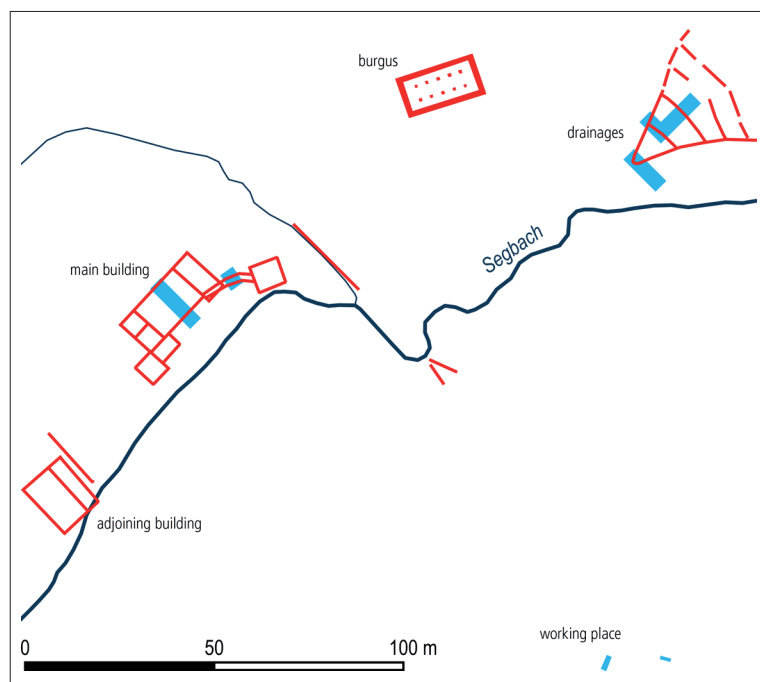 burgus
drainages
Segbach
main building
adjoining building
working place
0 50 100 m